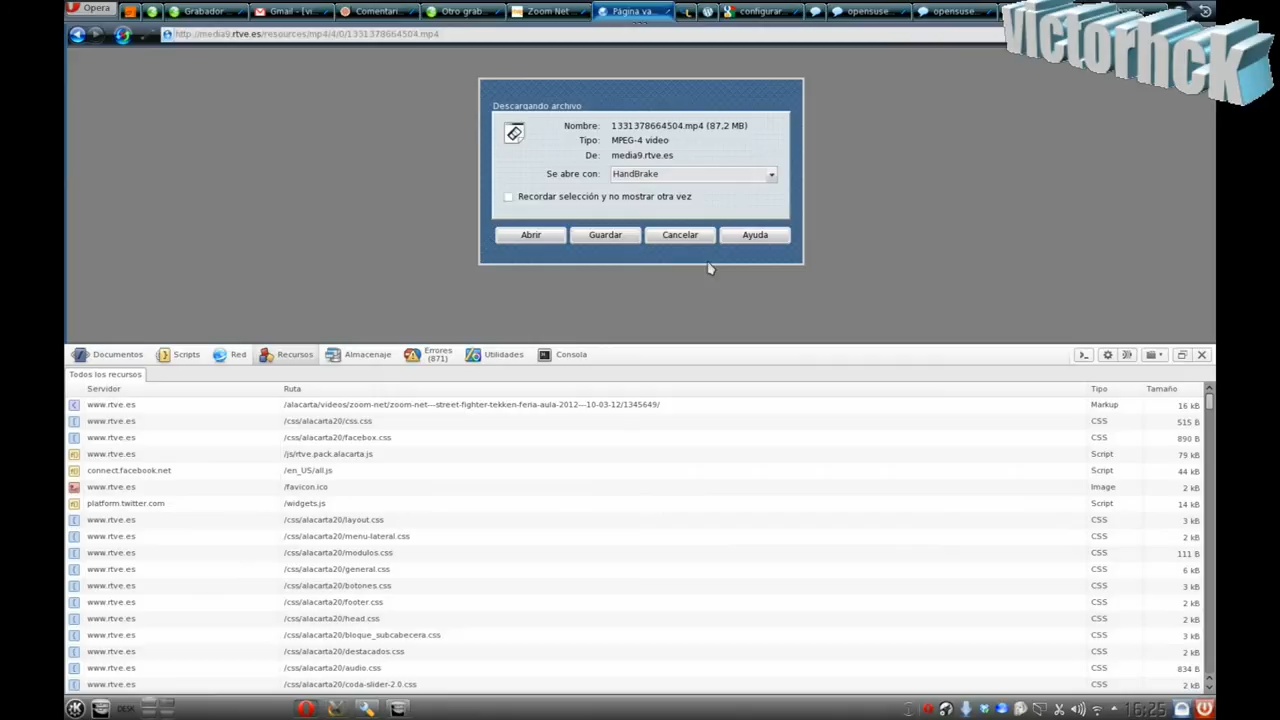 Opera
Grabador
Gmail - [vi...
Comentari...
Otro grab...
Zoom Net ...
Página va...
configurar...
opensuse...
opensuse...
victorhck
http://media9.rtve.es/resources/mp4/4/0/1331378664504.mp4
Descargando archivo
Nombre: 1331378664504.mp4 (87,2 MB)
Tipo: MPEG-4 video
De: media9.rtve.es
Se abre con: HandBrake
Recordar selección y no mostrar otra vez
Abrir Guardar Cancelar Ayuda
Documentos Scripts Red Recursos Almacenaje Errores (871) Utilidades Consola
Todos los recursos
Servidor Ruta Tipo Tamaño
www.rtve.es /alacarta/videos/zoom-net/zoom-net---street-fighter-tekken-feria-aula-2012---10-03-12/1345649/ Markup 16 kB
www.rtve.es /css/alacarta20/css.css CSS 515 B
www.rtve.es /css/alacarta20/facebox.css CSS 890 B
www.rtve.es /js/rtve.pack.alacarta.js Script 79 kB
connect.facebook.net /en_US/all.js Script 44 kB
www.rtve.es /favicon.ico Image 2 kB
platform.twitter.com /widgets.js Script 14 kB
www.rtve.es /css/alacarta20/layout.css CSS 3 kB
www.rtve.es /css/alacarta20/menu-lateral.css CSS 2 kB
www.rtve.es /css/alacarta20/modulos.css CSS 111 B
www.rtve.es /css/alacarta20/general.css CSS 6 kB
www.rtve.es /css/alacarta20/botones.css CSS 3 kB
www.rtve.es /css/alacarta20/footer.css CSS 2 kB
www.rtve.es /css/alacarta20/head.css CSS 2 kB
www.rtve.es /css/alacarta20/bloque_subcabecera.css CSS 3 kB
www.rtve.es /css/alacarta20/destacados.css CSS 2 kB
www.rtve.es /css/alacarta20/audio.css CSS 834 B
www.rtve.es /css/alacarta20/coda-slider-2.0.css CSS 2 kB
DESK
16:25